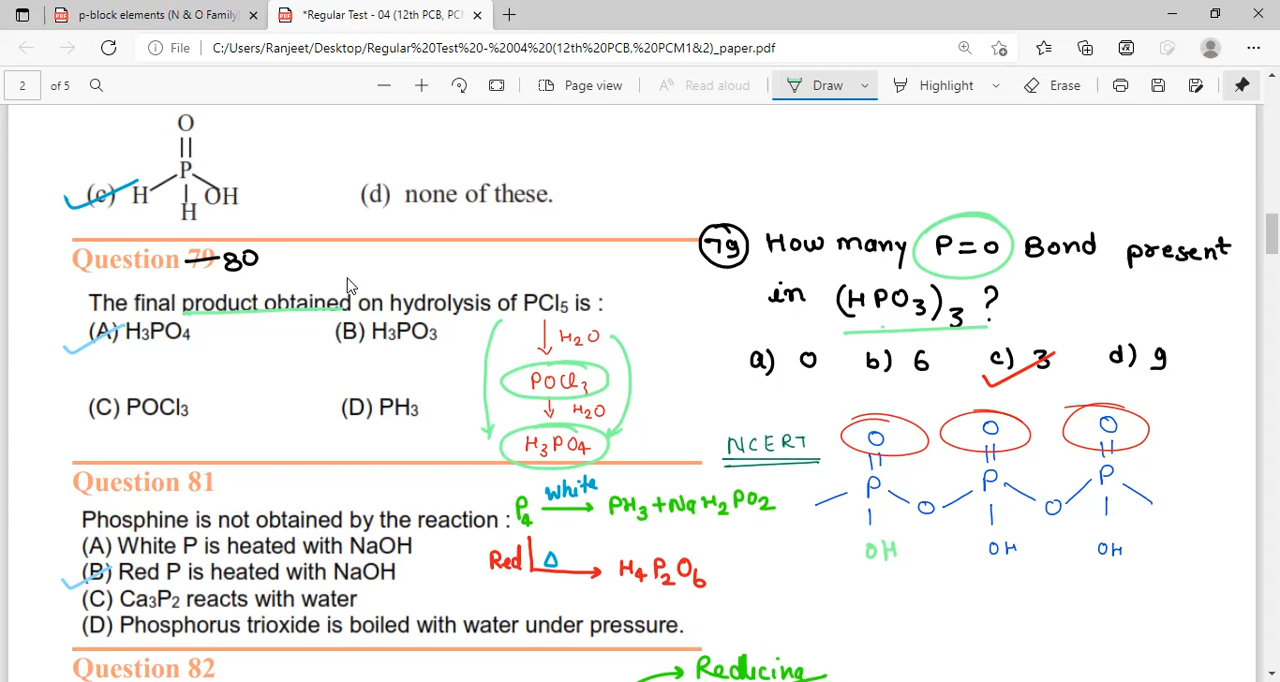 p-block elements (N & O Family)
*Regular Test - 04 (12th PCB, PCM
File
C:/Users/Ranjeet/Desktop/Regular%20Test%20-%2004%20(12th%20PCB,%20PCM1&2)_paper.pdf
2 of 5
Page view
Read aloud
Draw
Highlight
Erase
O
P
(c) H OH
H
(d) none of these.
Question 79 80
The final product obtained on hydrolysis of PCl5 is :
(A) H3PO4 (B) H3PO3
(C) POCl3 (D) PH3
H2O
POCl3
H2O
H3PO4
79 How many P=O Bond present
in (HPO3)3 ?
a) 0 b) 6 c) 3 d) 9
NCERT
O O O
P O P O P
OH OH OH
Question 81
Phosphine is not obtained by the reaction :
(A) White P is heated with NaOH
(B) Red P is heated with NaOH
(C) Ca3P2 reacts with water
(D) Phosphorus trioxide is boiled with water under pressure.
P4 White PH3+NaH2PO2
Red Δ H4P2O6
Question 82
Reducing